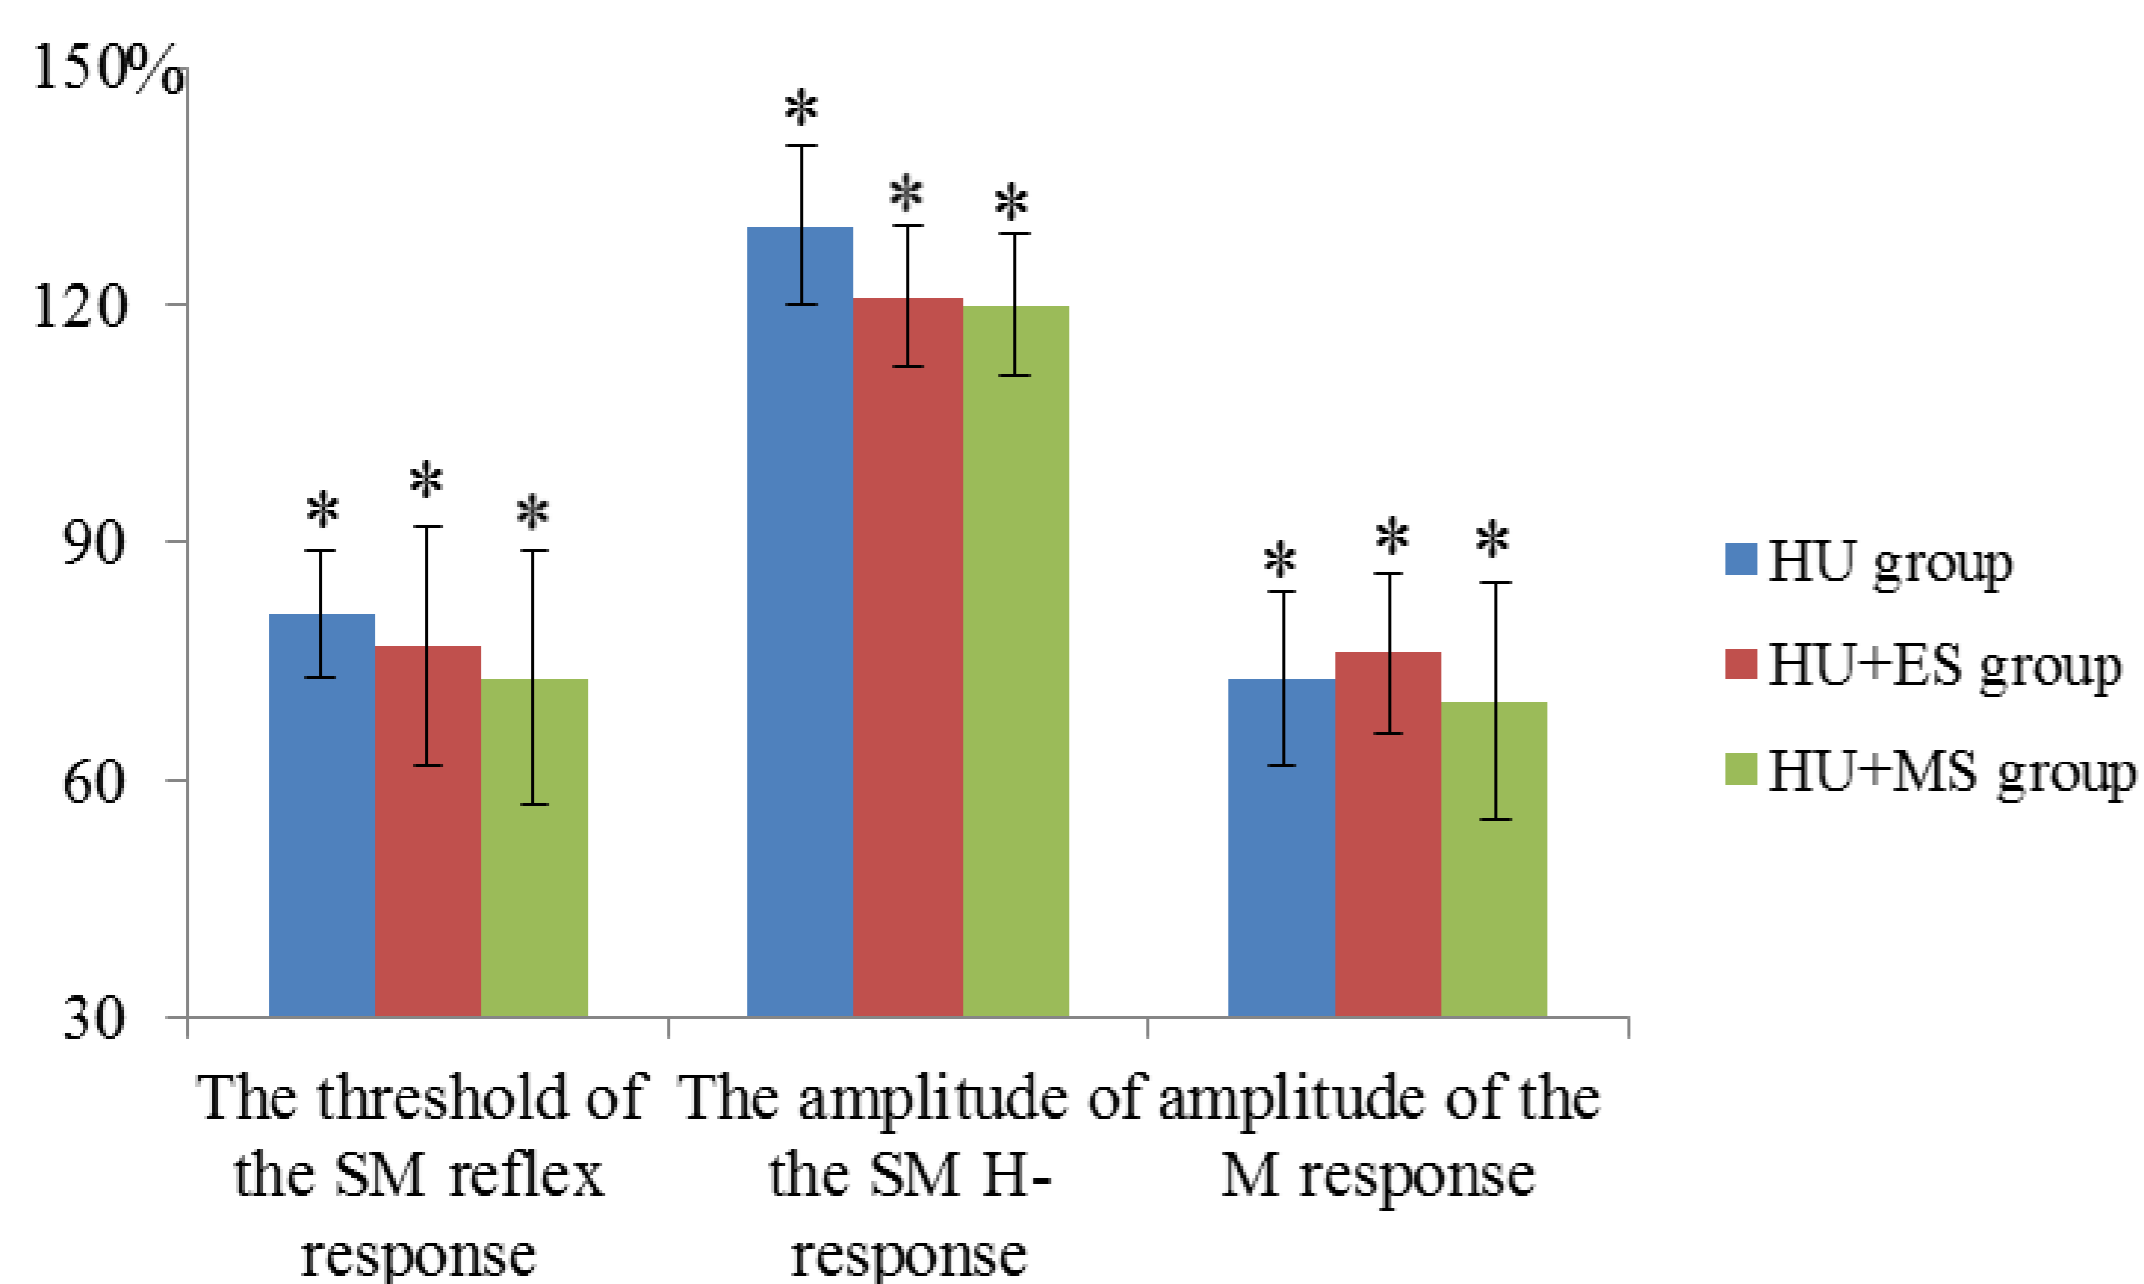 150%
120
90
60
30
* * *
* * *
* * *
The threshold of
the SM reflex
response
The amplitude of
the SM H-
response
amplitude of the
M response
HU group
HU+ES group
HU+MS group